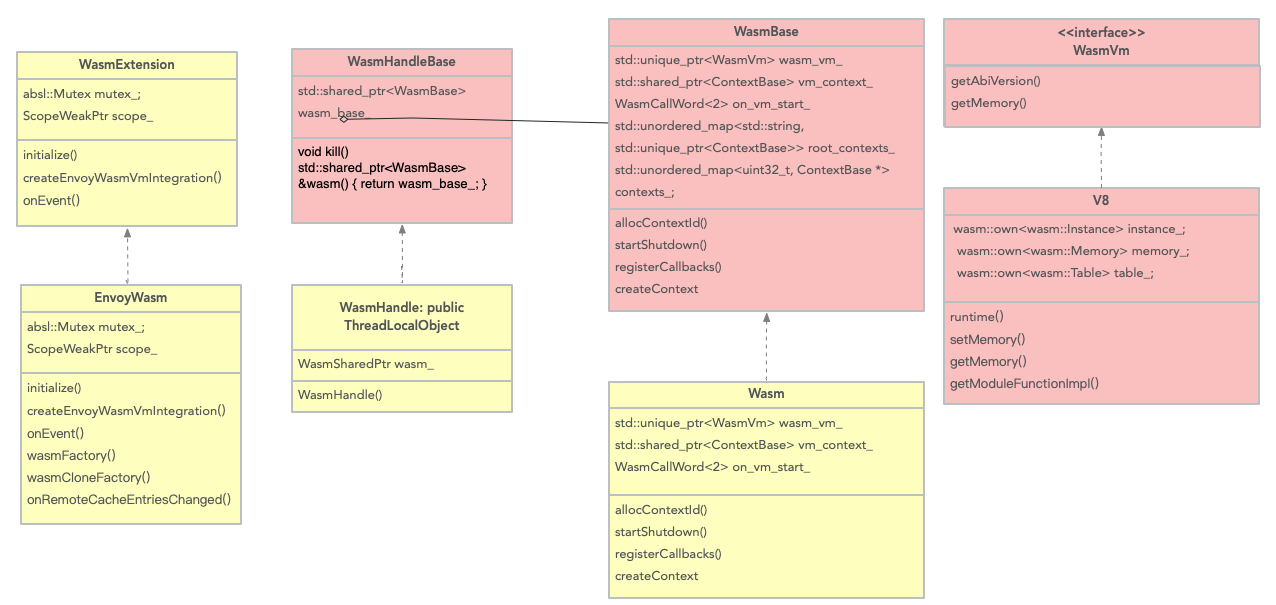 WasmExtension
absl::Mutex mutex_;
ScopeWeakPtr scope_
initialize()
createEnvoyWasmVmIntegration()
onEvent()
EnvoyWasm
absl::Mutex mutex_;
ScopeWeakPtr scope_
initialize()
createEnvoyWasmVmIntegration()
onEvent()
wasmFactory()
wasmCloneFactory()
onRemoteCacheEntriesChanged()
WasmHandleBase
std::shared_ptr<WasmBase>
wasm_base_
void kill()
std::shared_ptr<WasmBase>
&wasm() { return wasm_base_; }
WasmHandle: public
ThreadLocalObject
WasmSharedPtr wasm_
WasmHandle()
WasmBase
std::unique_ptr<WasmVm> wasm_vm_
std::shared_ptr<ContextBase> vm_context_
WasmCallWord<2> on_vm_start_
std::unordered_map<std::string,
std::unique_ptr<ContextBase>> root_contexts_
std::unordered_map<uint32_t, ContextBase *>
contexts_;
allocContextId()
startShutdown()
registerCallbacks()
createContext
Wasm
std::unique_ptr<WasmVm> wasm_vm_
std::shared_ptr<ContextBase> vm_context_
WasmCallWord<2> on_vm_start_
allocContextId()
startShutdown()
registerCallbacks()
createContext
<<interface>>
WasmVm
getAbiVersion()
getMemory()
V8
wasm::own<wasm::Instance> instance_;
wasm::own<wasm::Memory> memory_;
wasm::own<wasm::Table> table_;
runtime()
setMemory()
getMemory()
getModuleFunctionImpl()